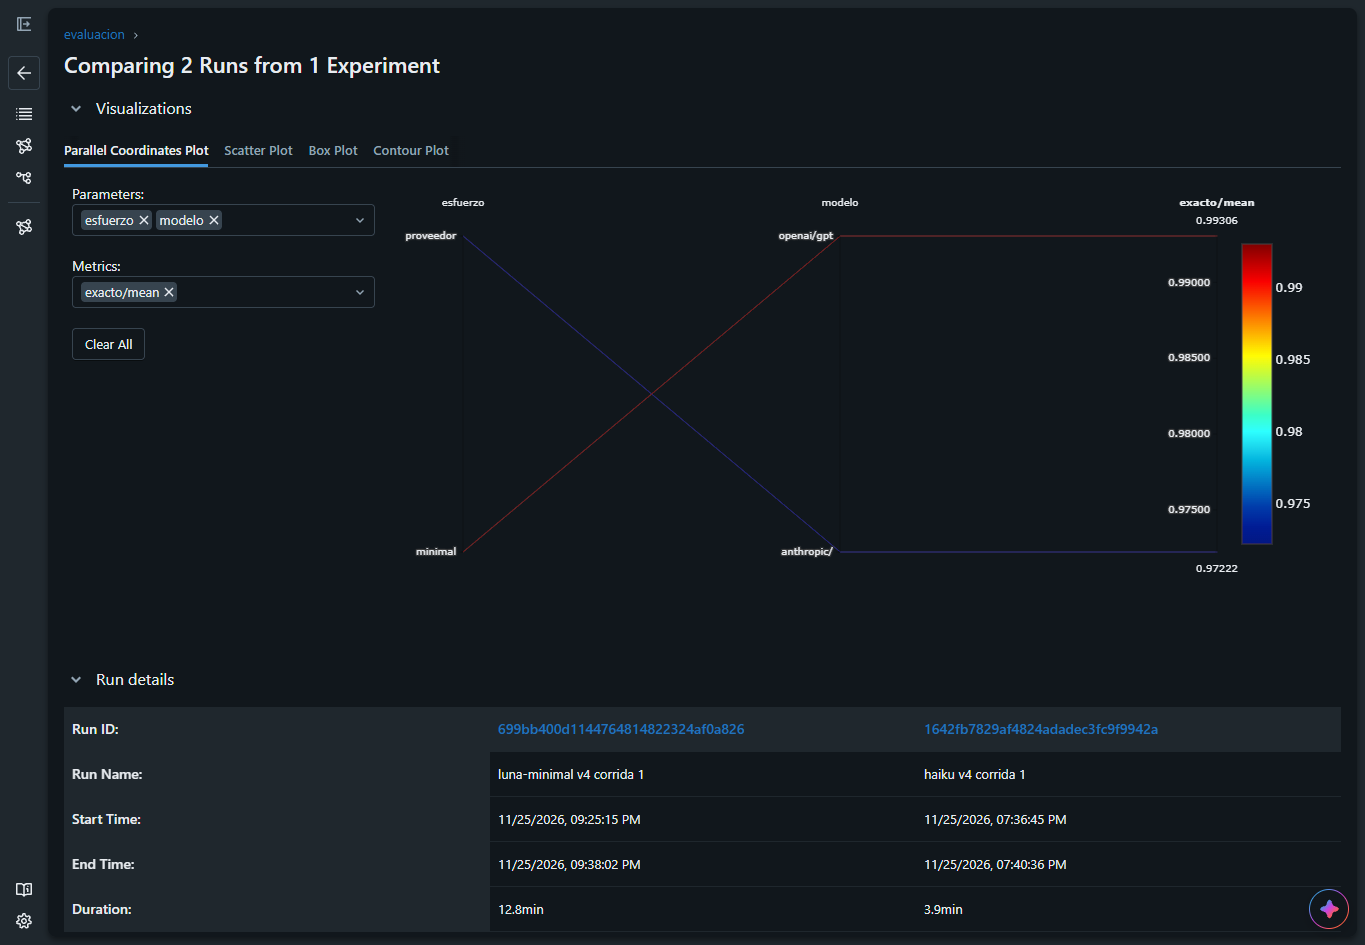 evaluacion ›
Comparing 2 Runs from 1 Experiment
Visualizations
Parallel Coordinates Plot Scatter Plot Box Plot Contour Plot
Parameters:
esfuerzo modelo
Metrics:
exacto/mean
Clear All
esfuerzo modelo exacto/mean
0.99306
proveedor openai/gpt
0.99000
0.98500
0.98000
0.97500
minimal anthropic/
0.97222
0.99
0.985
0.98
0.975
Run details
Run ID: 699bb400d1144764814822324af0a826 1642fb7829af4824adadec3fc9f9942a
Run Name: luna-minimal v4 corrida 1 haiku v4 corrida 1
Start Time: 11/25/2026, 09:25:15 PM 11/25/2026, 07:36:45 PM
End Time: 11/25/2026, 09:38:02 PM 11/25/2026, 07:40:36 PM
Duration: 12.8min 3.9min